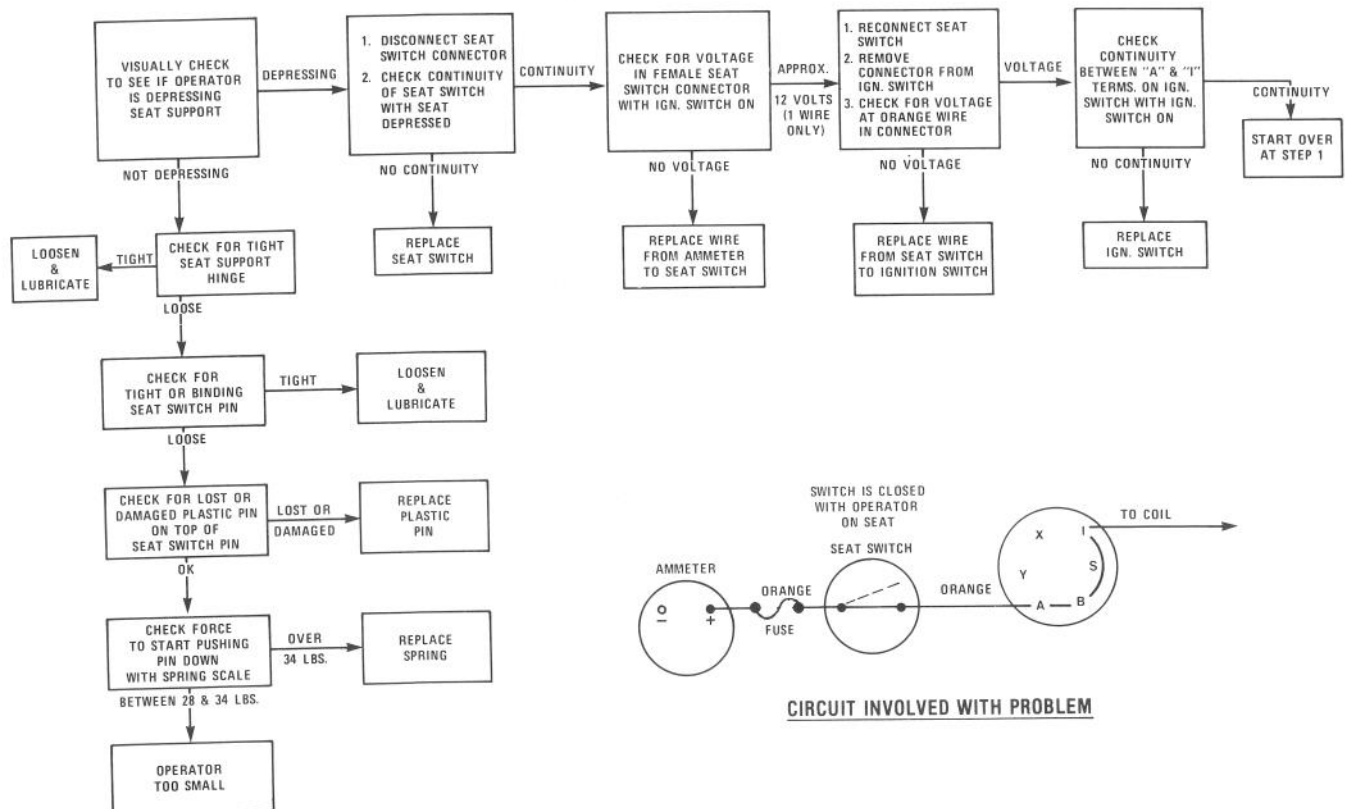 VISUALLY CHECK
TO SEE IF OPERATOR
IS DEPRESSING
SEAT SUPPORT
DEPRESSING
1. DISCONNECT SEAT
SWITCH CONNECTOR
2. CHECK CONTINUITY
OF SEAT SWITCH
WITH SEAT
DEPRESSED
CONTINUITY
CHECK FOR VOLTAGE
IN FEMALE SEAT
SWITCH CONNECTOR
WITH IGN. SWITCH ON
APPROX.
12 VOLTS
(1 WIRE
ONLY)
1. RECONNECT SEAT
SWITCH
2. REMOVE
CONNECTOR FROM
IGN. SWITCH
3. CHECK FOR VOLTAGE
AT ORANGE WIRE
IN CONNECTOR
VOLTAGE
CHECK
CONTINUITY
BETWEEN "A" & "I"
TERMS. ON IGN.
SWITCH WITH IGN.
SWITCH ON
CONTINUITY
START OVER
AT STEP 1
NOT DEPRESSING
NO CONTINUITY
NO VOLTAGE
NO VOLTAGE
NO CONTINUITY
LOOSEN
&
LUBRICATE
TIGHT
CHECK FOR TIGHT
SEAT SUPPORT
HINGE
REPLACE
SEAT SWITCH
REPLACE WIRE
FROM AMMETER
TO SEAT SWITCH
REPLACE WIRE
FROM SEAT SWITCH
TO IGNITION SWITCH
REPLACE
IGN. SWITCH
LOOSE
CHECK FOR
TIGHT OR BINDING
SEAT SWITCH PIN
TIGHT
LOOSEN
&
LUBRICATE
LOOSE
CHECK FOR LOST OR
DAMAGED PLASTIC PIN
ON TOP OF
SEAT SWITCH PIN
LOST OR
DAMAGED
REPLACE
PLASTIC
PIN
OK
CHECK FORCE
TO START PUSHING
PIN DOWN
WITH SPRING SCALE
OVER
34 LBS.
REPLACE
SPRING
BETWEEN 28 & 34 LBS.
OPERATOR
TOO SMALL
SWITCH IS CLOSED
WITH OPERATOR
ON SEAT
SEAT SWITCH
AMMETER
ORANGE
FUSE
ORANGE
− +
X I
Y S
A B
TO COIL
CIRCUIT INVOLVED WITH PROBLEM